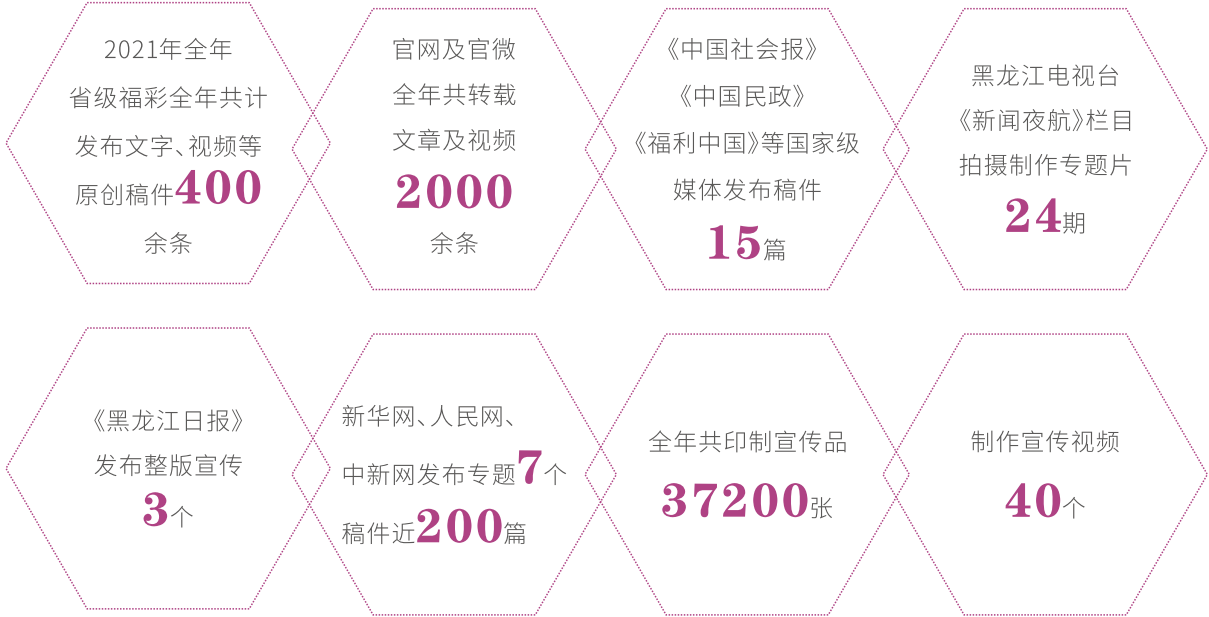 2021年全年
省级福彩全年共计
发布文字、视频等
原创稿件400
余条
官网及官微
全年共转载
文章及视频
2000
余条
《中国社会报》
《中国民政》
《福利中国》等国家级
媒体发布稿件
15篇
黑龙江电视台
《新闻夜航》栏目
拍摄制作专题片
24期
《黑龙江日报》
发布整版宣传
3个
新华网、人民网、
中新网发布专题7个
稿件近200篇
全年共印制宣传品
37200张
制作宣传视频
40个